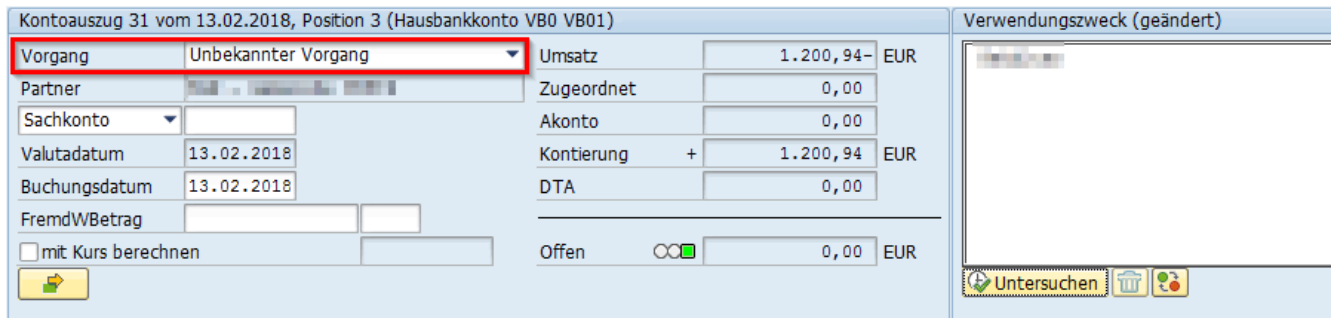 Kontoauszug 31 vom 13.02.2018, Position 3 (Hausbankkonto VB0 VB01)
Verwendungszweck (geändert)
Vorgang Unbekannter Vorgang Umsatz 1.200,94- EUR
Partner Zugeordnet 0,00
Sachkonto Akonto 0,00
Valutadatum 13.02.2018 Kontierung + 1.200,94 EUR
Buchungsdatum 13.02.2018 DTA 0,00
FremdWBetrag
mit Kurs berechnen Offen 0,00 EUR
Untersuchen